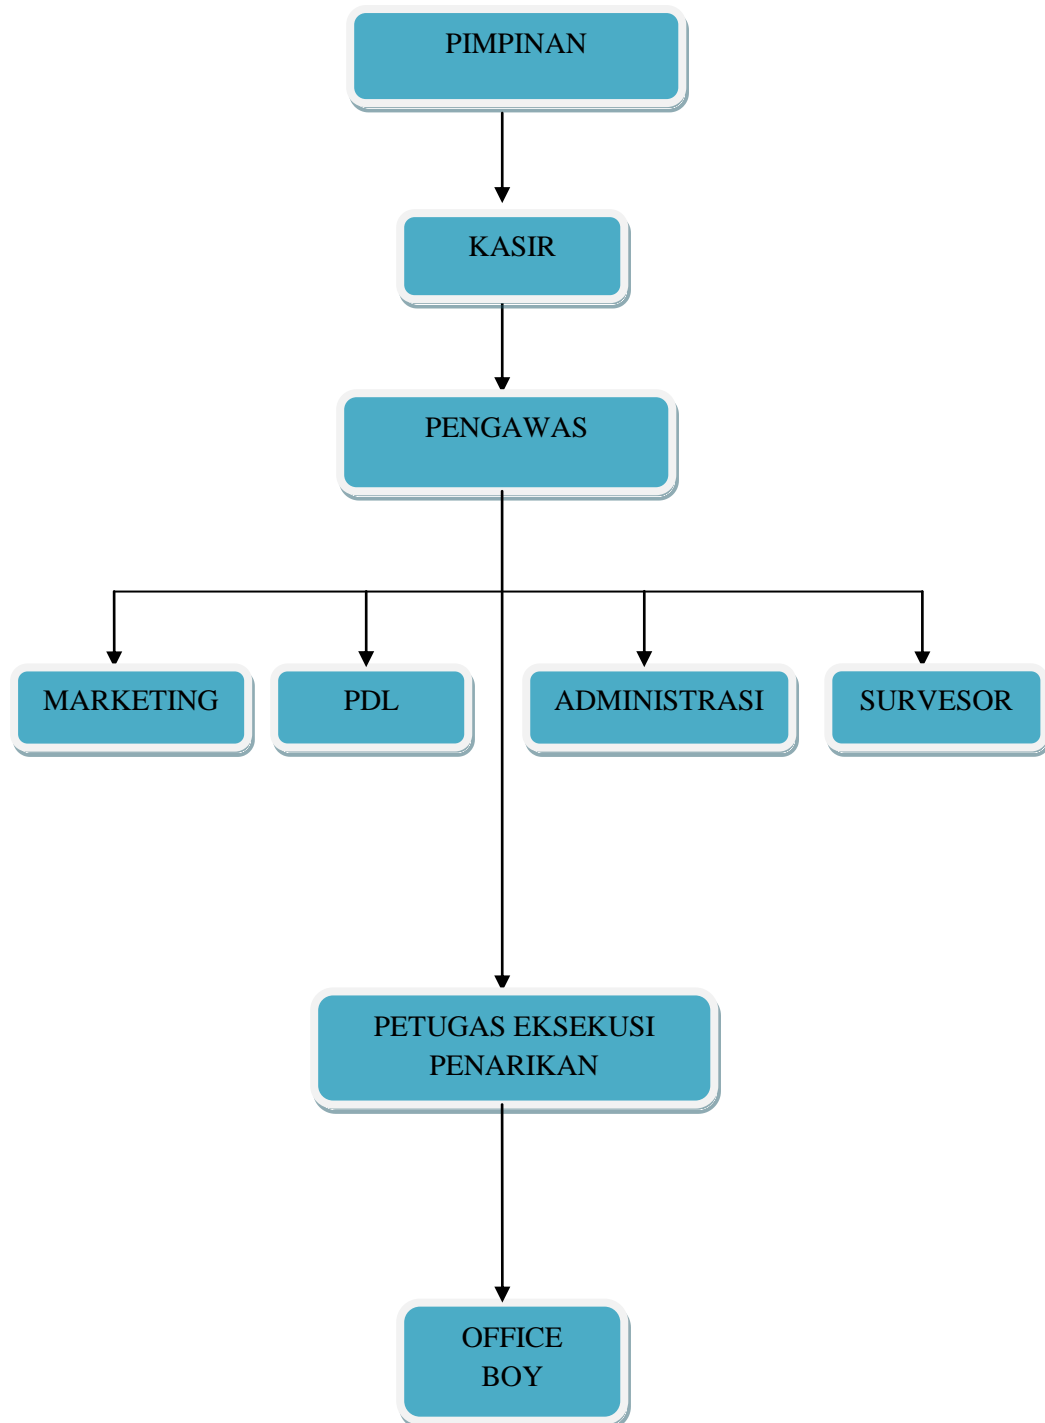 PIMPINAN
KASIR
PENGAWAS
MARKETING
PDL
ADMINISTRASI
SURVESOR
PETUGAS EKSEKUSI
PENARIKAN
OFFICE
BOY